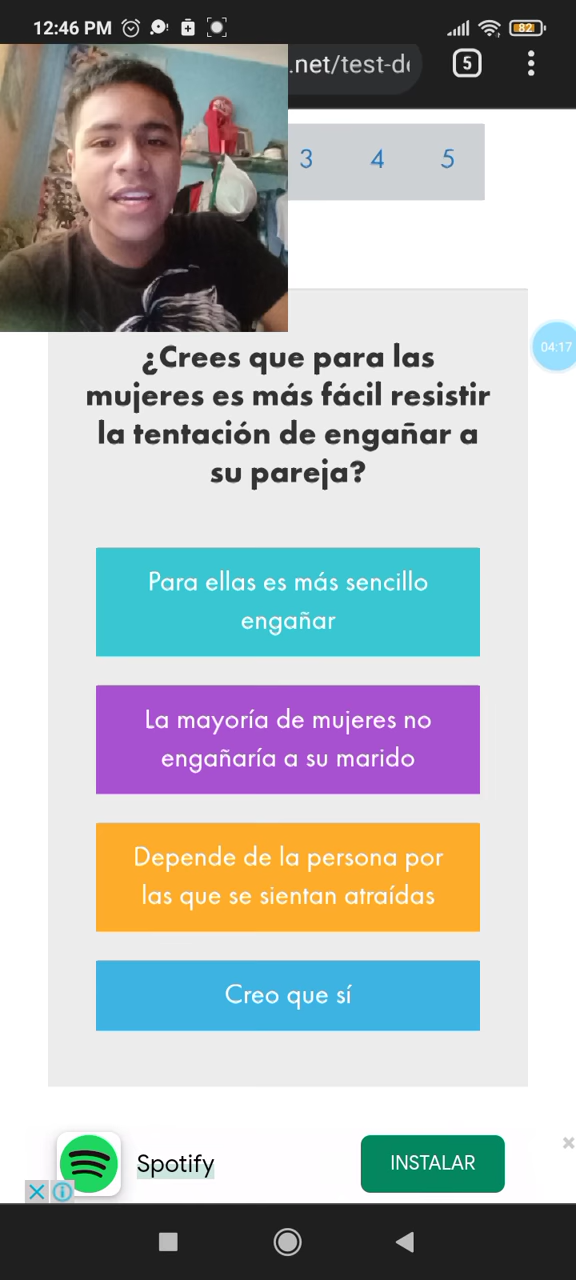 12:46 PM
82
.net/test-d
5
3 4 5
04:17
¿Crees que para las
mujeres es más fácil resistir
la tentación de engañar a
su pareja?
Para ellas es más sencillo
engañar
La mayoría de mujeres no
engañaría a su marido
Depende de la persona por
las que se sientan atraídas
Creo que sí
Spotify
INSTALAR